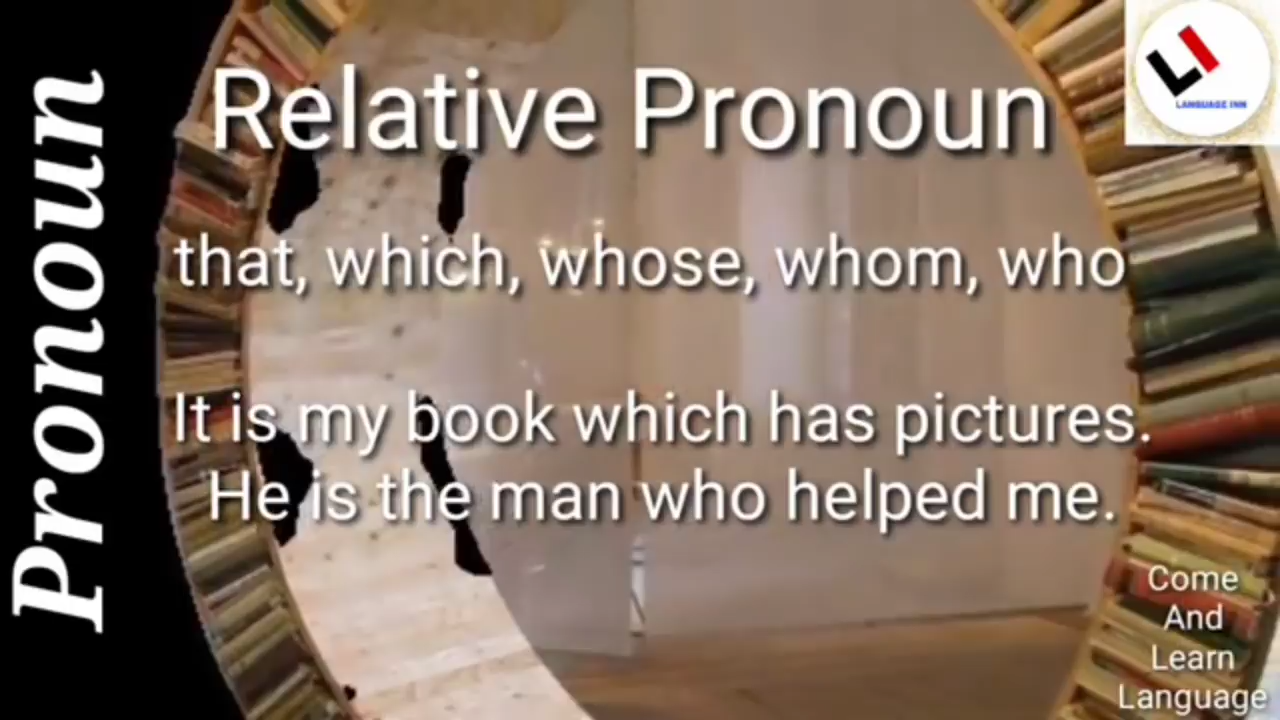 Pronoun
Relative Pronoun
LANGUAGE INN
that, which, whose, whom, who
It is my book which has pictures.
He is the man who helped me.
Come
And
Learn
Language